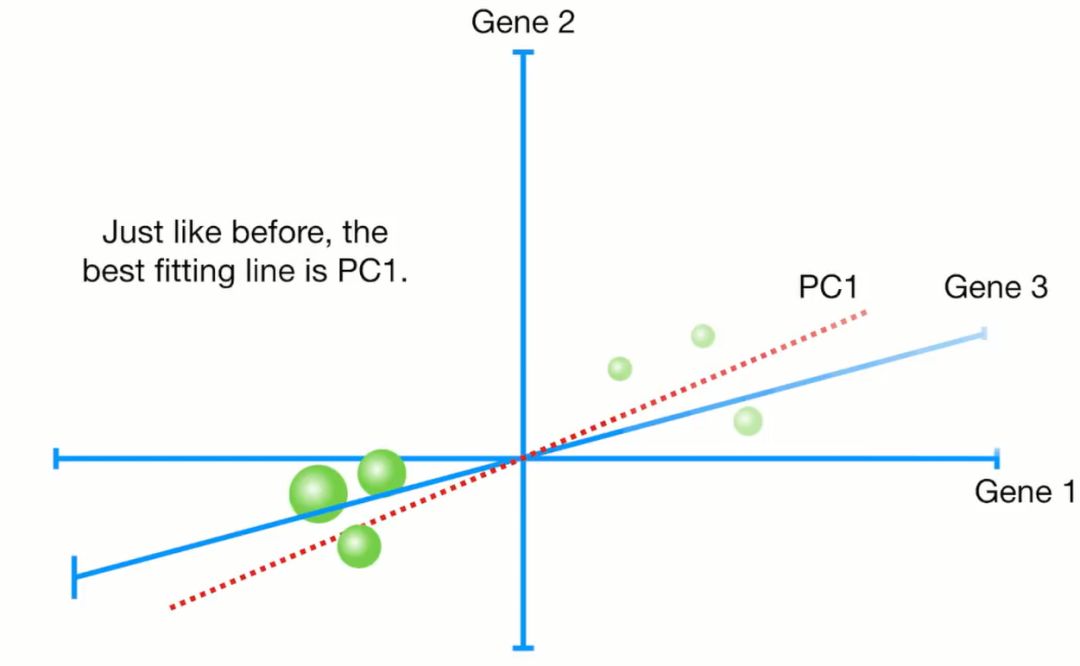 Gene 2
Just like before, the
best fitting line is PC1.
PC1
Gene 3
Gene 1